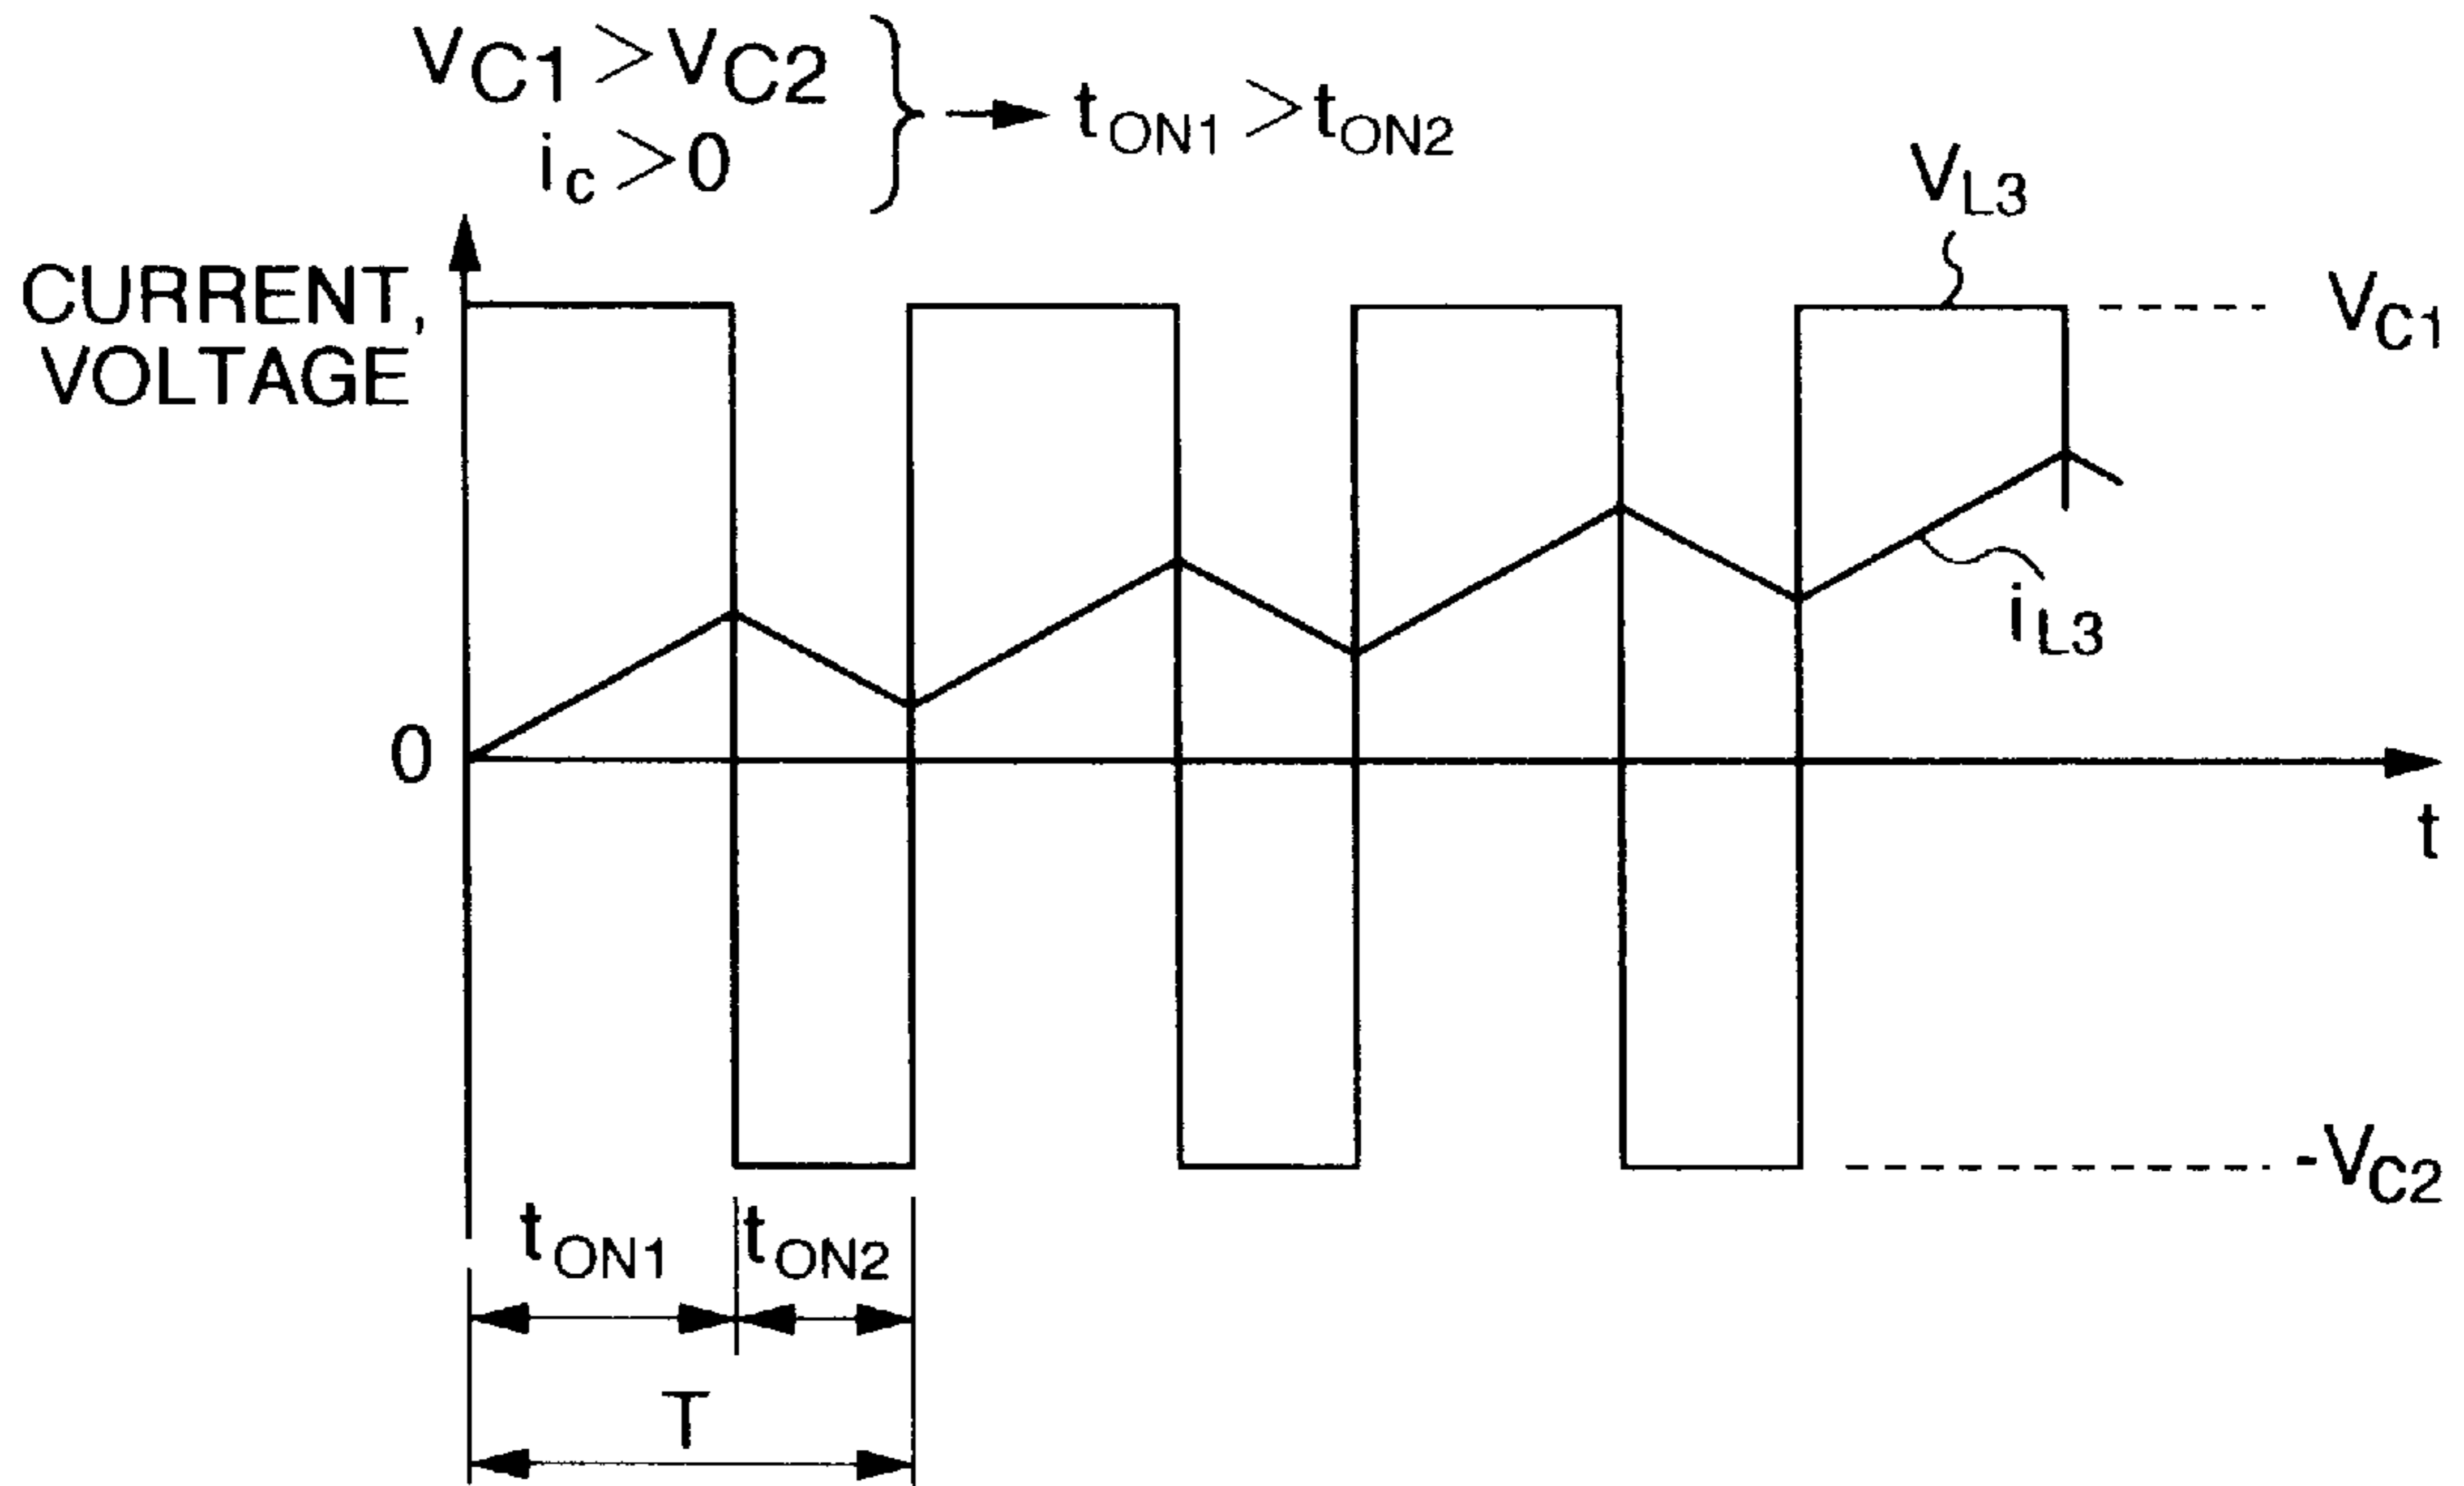 VC1>VC2
ic>0
tON1>tON2
VL3
CURRENT,
VOLTAGE
VC1
iL3
0
t
-VC2
tON1
tON2
T